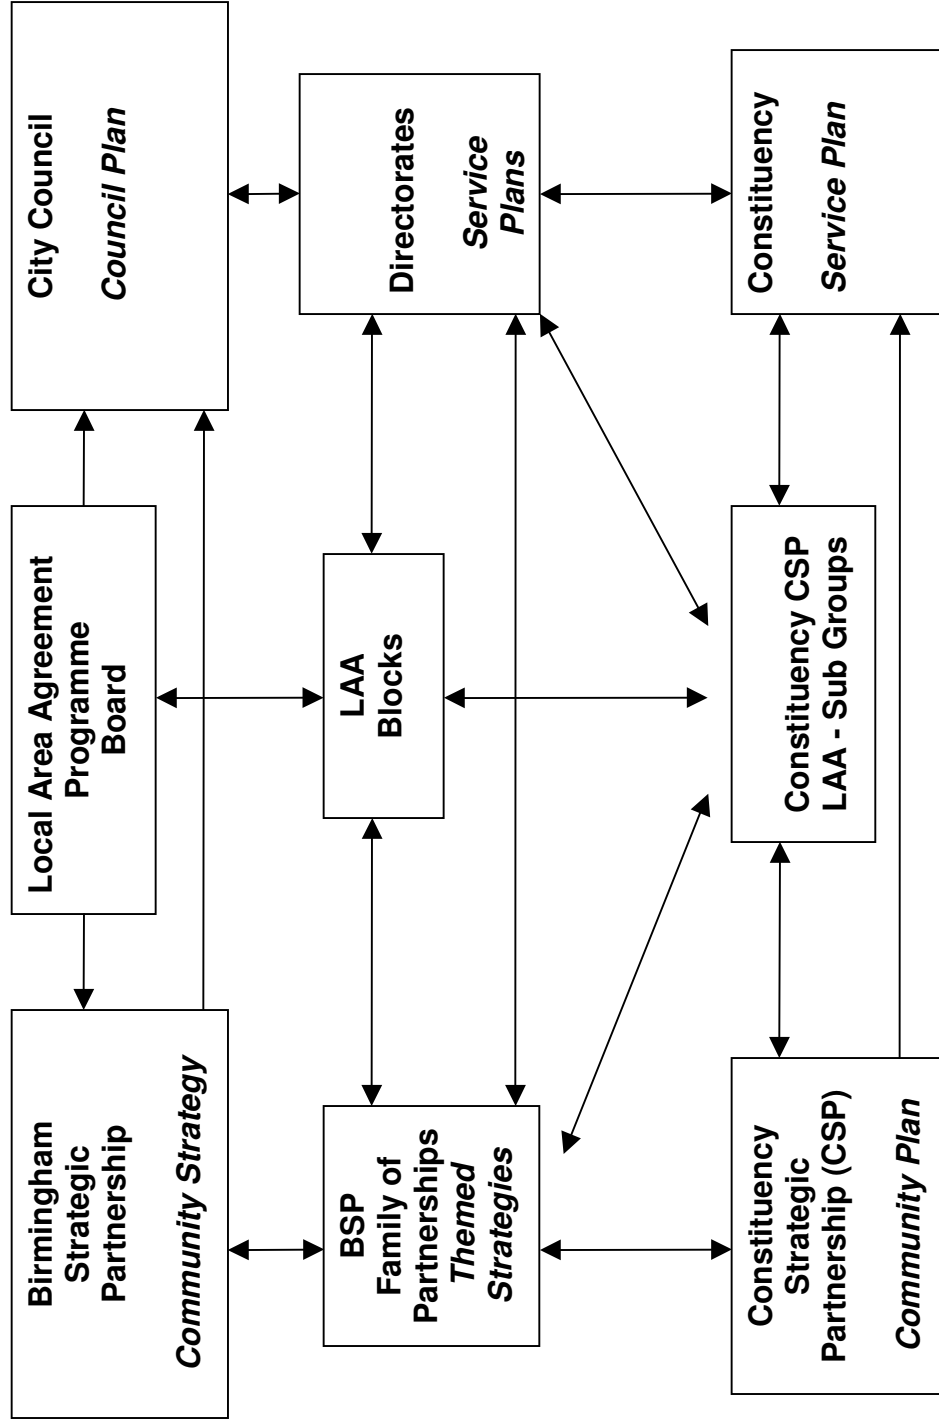 Birmingham
Strategic
Partnership
Community Strategy
Local Area Agreement
Programme
Board
City Council
Council Plan
BSP
Family of
Partnerships
Themed
Strategies
LAA
Blocks
Directorates
Service
Plans
Constituency
Strategic
Partnership (CSP)
Community Plan
Constituency CSP
LAA - Sub Groups
Constituency
Service Plan